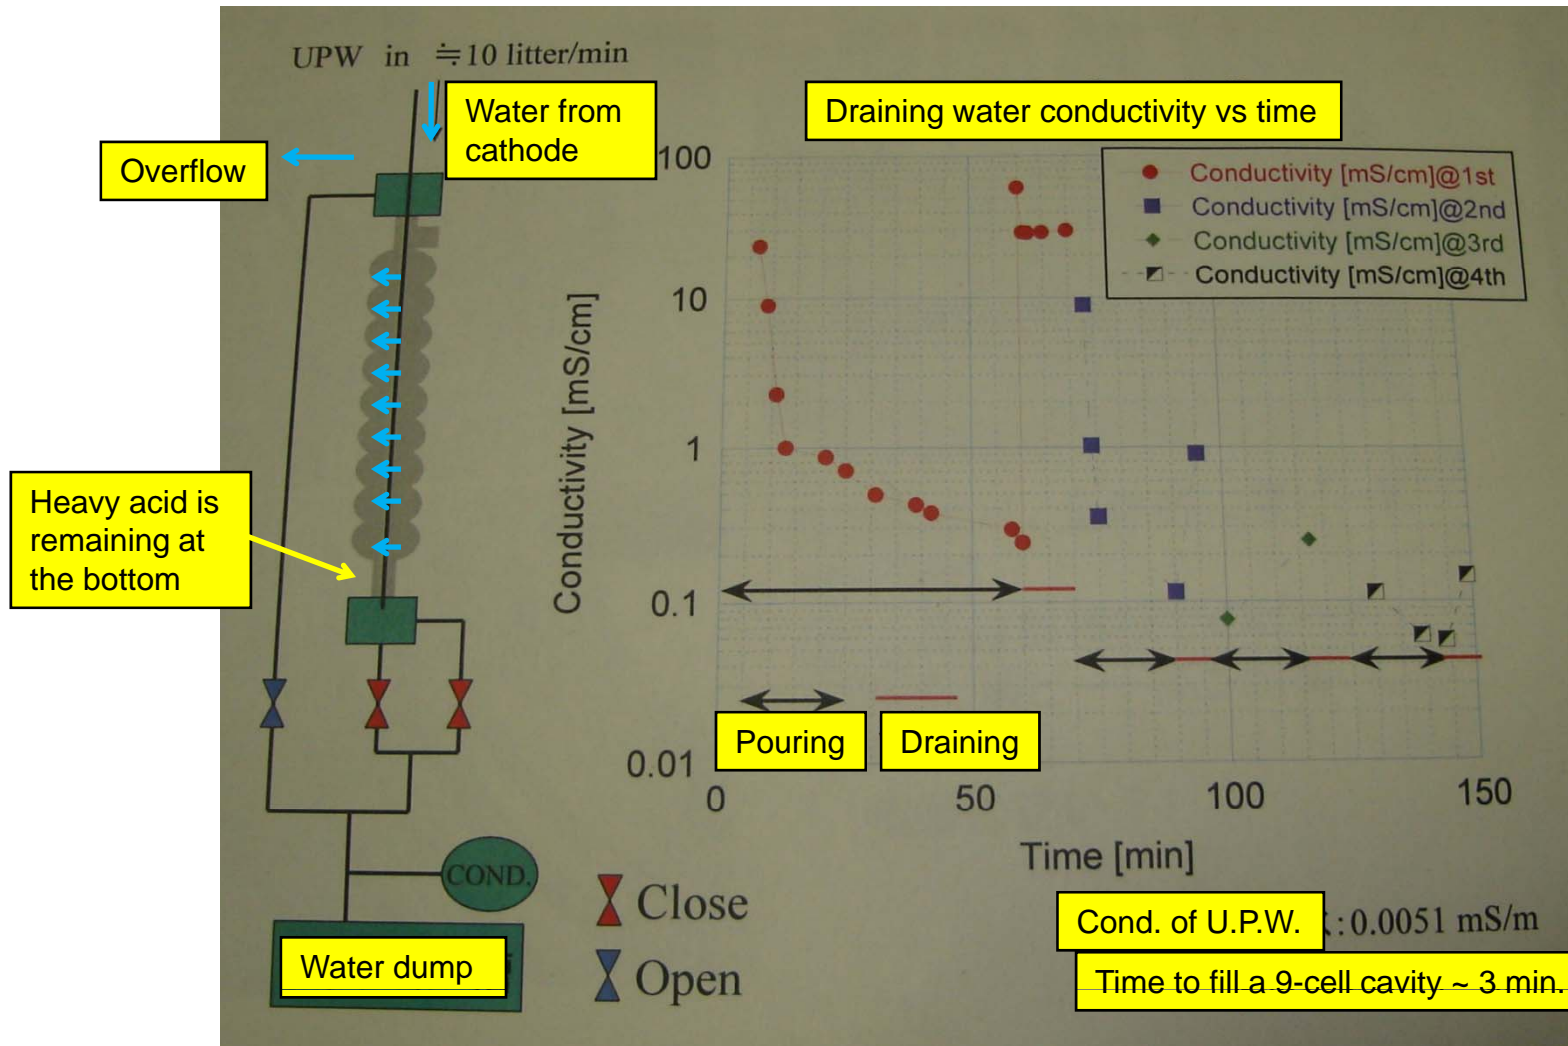 UPW in ≒10 litter/min
Water from
cathode
Overflow
Draining water conductivity vs time
Conductivity [mS/cm]@1st
Conductivity [mS/cm]@2nd
Conductivity [mS/cm]@3rd
Conductivity [mS/cm]@4th
100
10
1
0.1
0.01
Conductivity [mS/cm]
Heavy acid is
remaining at
the bottom
Pouring
Draining
0
50
100
150
Time [min]
COND.
Close
Open
Water dump
Cond. of U.P.W.
:0.0051 mS/m
Time to fill a 9-cell cavity ~ 3 min.